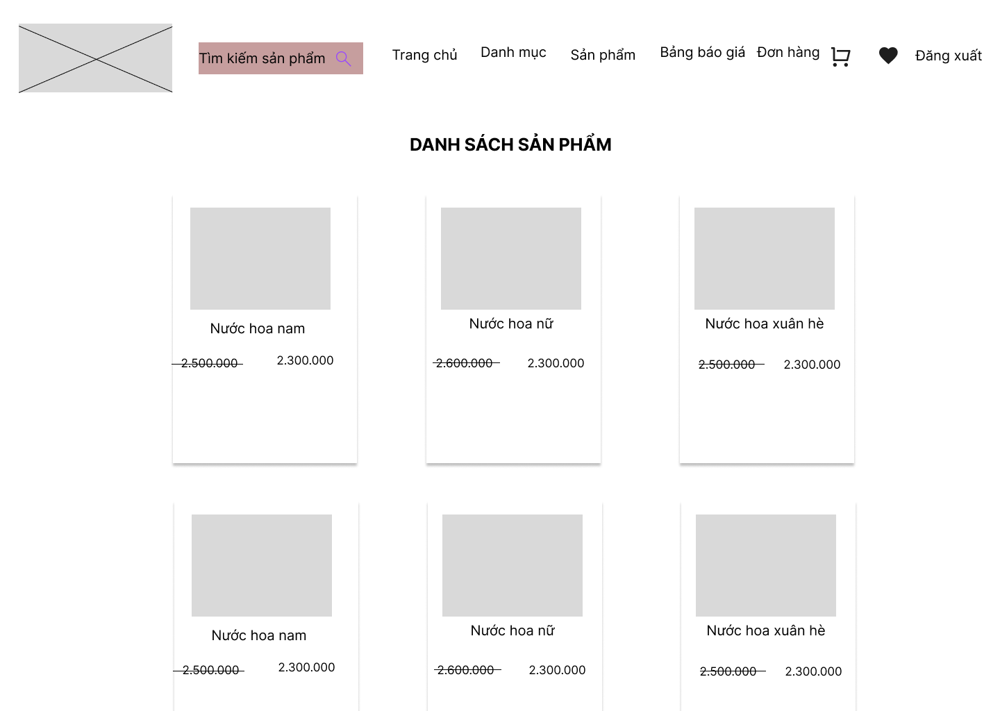 Tìm kiếm sản phẩm Trang chủ Danh mục Sản phẩm Bảng báo giá Đơn hàng Đăng xuất
DANH SÁCH SẢN PHẨM
Nước hoa nam Nước hoa nữ Nước hoa xuân hè
2.500.000 2.300.000 2.600.000 2.300.000 2.500.000 2.300.000
Nước hoa nam Nước hoa nữ Nước hoa xuân hè
2.500.000 2.300.000 2.600.000 2.300.000 2.500.000 2.300.000